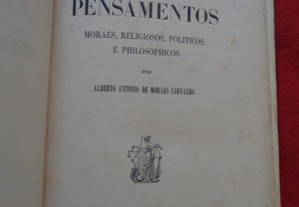 PENSAMENTOS
MORAES, RELIGIOSOS, POLITICOS,
E PHILOSOPHICOS
POR
ALBERTO ANTONIO DE MORAES CARVALHO.